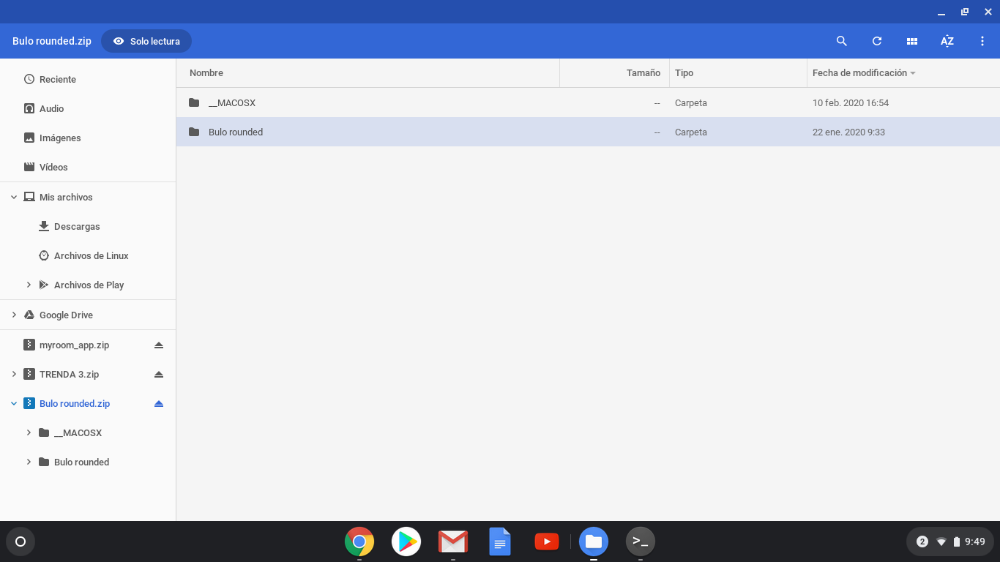 Bulo rounded.zip
Solo lectura
AZ
Reciente
Audio
Imágenes
Vídeos
Mis archivos
Descargas
Archivos de Linux
Archivos de Play
Google Drive
myroom_app.zip
TRENDA 3.zip
Bulo rounded.zip
__MACOSX
Bulo rounded
Nombre Tamaño Tipo Fecha de modificación
__MACOSX -- Carpeta 10 feb. 2020 16:54
Bulo rounded -- Carpeta 22 ene. 2020 9:33
>_
2 9:49